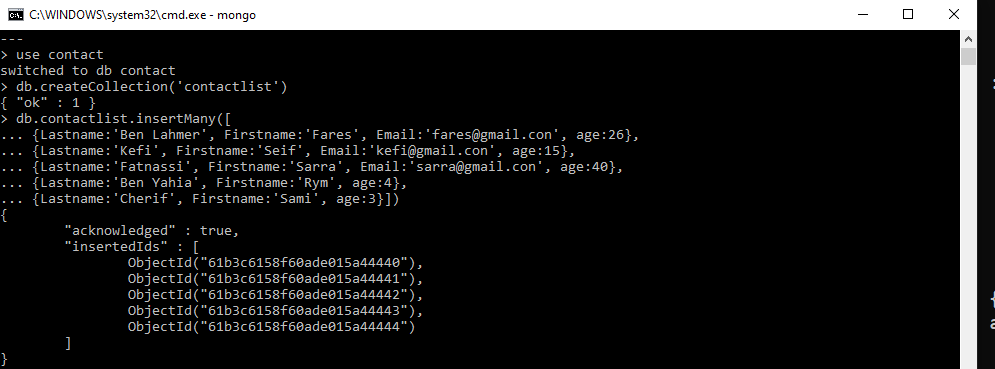 C:\WINDOWS\system32\cmd.exe - mongo
---
> use contact
switched to db contact
> db.createCollection('contactlist')
{ "ok" : 1 }
> db.contactlist.insertMany([
... {Lastname:'Ben Lahmer', Firstname:'Fares', Email:'fares@gmail.con', age:26},
... {Lastname:'Kefi', Firstname:'Seif', Email:'kefi@gmail.con', age:15},
... {Lastname:'Fatnassi', Firstname:'Sarra', Email:'sarra@gmail.con', age:40},
... {Lastname:'Ben Yahia', Firstname:'Rym', age:4},
... {Lastname:'Cherif', Firstname:'Sami', age:3}])
{
        "acknowledged" : true,
        "insertedIds" : [
                ObjectId("61b3c6158f60ade015a44440"),
                ObjectId("61b3c6158f60ade015a44441"),
                ObjectId("61b3c6158f60ade015a44442"),
                ObjectId("61b3c6158f60ade015a44443"),
                ObjectId("61b3c6158f60ade015a44444")
        ]
}